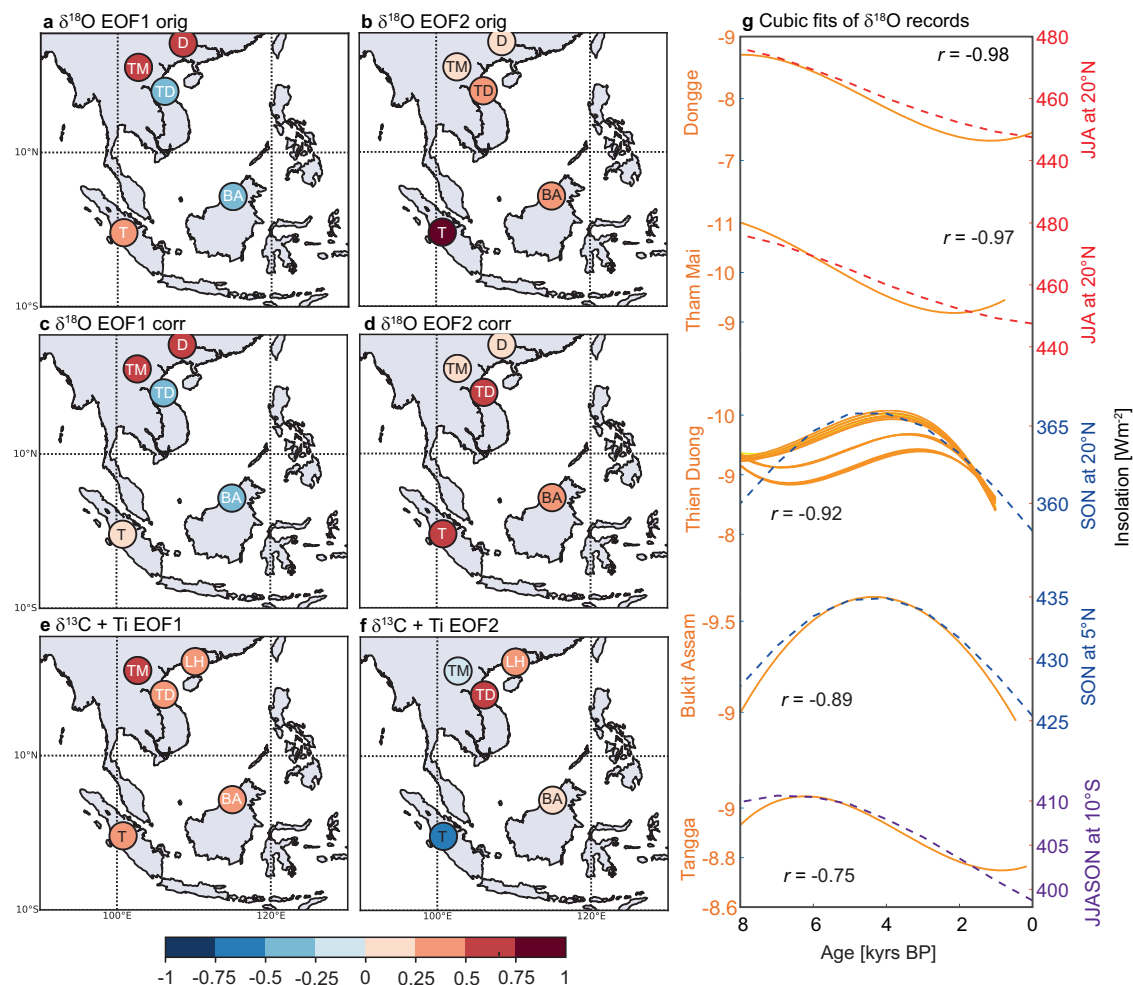 a δ¹⁸O EOF1 orig
D
TM
TD
10°N
BA
T
10°S
b δ¹⁸O EOF2 orig
D
TM
TD
BA
T
c δ¹⁸O EOF1 corr
D
TM
TD
10°N
BA
T
10°S
d δ¹⁸O EOF2 corr
D
TM
TD
BA
T
e δ¹³C + Ti EOF1
LH
TM
TD
10°N
BA
T
10°S
100°E 120°E
f δ¹³C + Ti EOF2
LH
TM
TD
BA
T
100°E 120°E
-1 -0.75 -0.5 -0.25 0 0.25 0.5 0.75 1
g Cubic fits of δ¹⁸O records
Dongge
-9
-8
-7
r = -0.98
480
460
440
JJA at 20°N
Tham Mai
-11
-10
-9
r = -0.97
480
460
440
JJA at 20°N
Thien Duong
-10
-9
-8
r = -0.92
365
360
SON at 20°N
Insolation [Wm⁻²]
Bukit Assam
-9.5
-9
r = -0.89
435
430
425
SON at 5°N
Tangga
-9
-8.8
-8.6
r = -0.75
410
405
400
JJASON at 10°S
8 6 4 2 0
Age [kyrs BP]